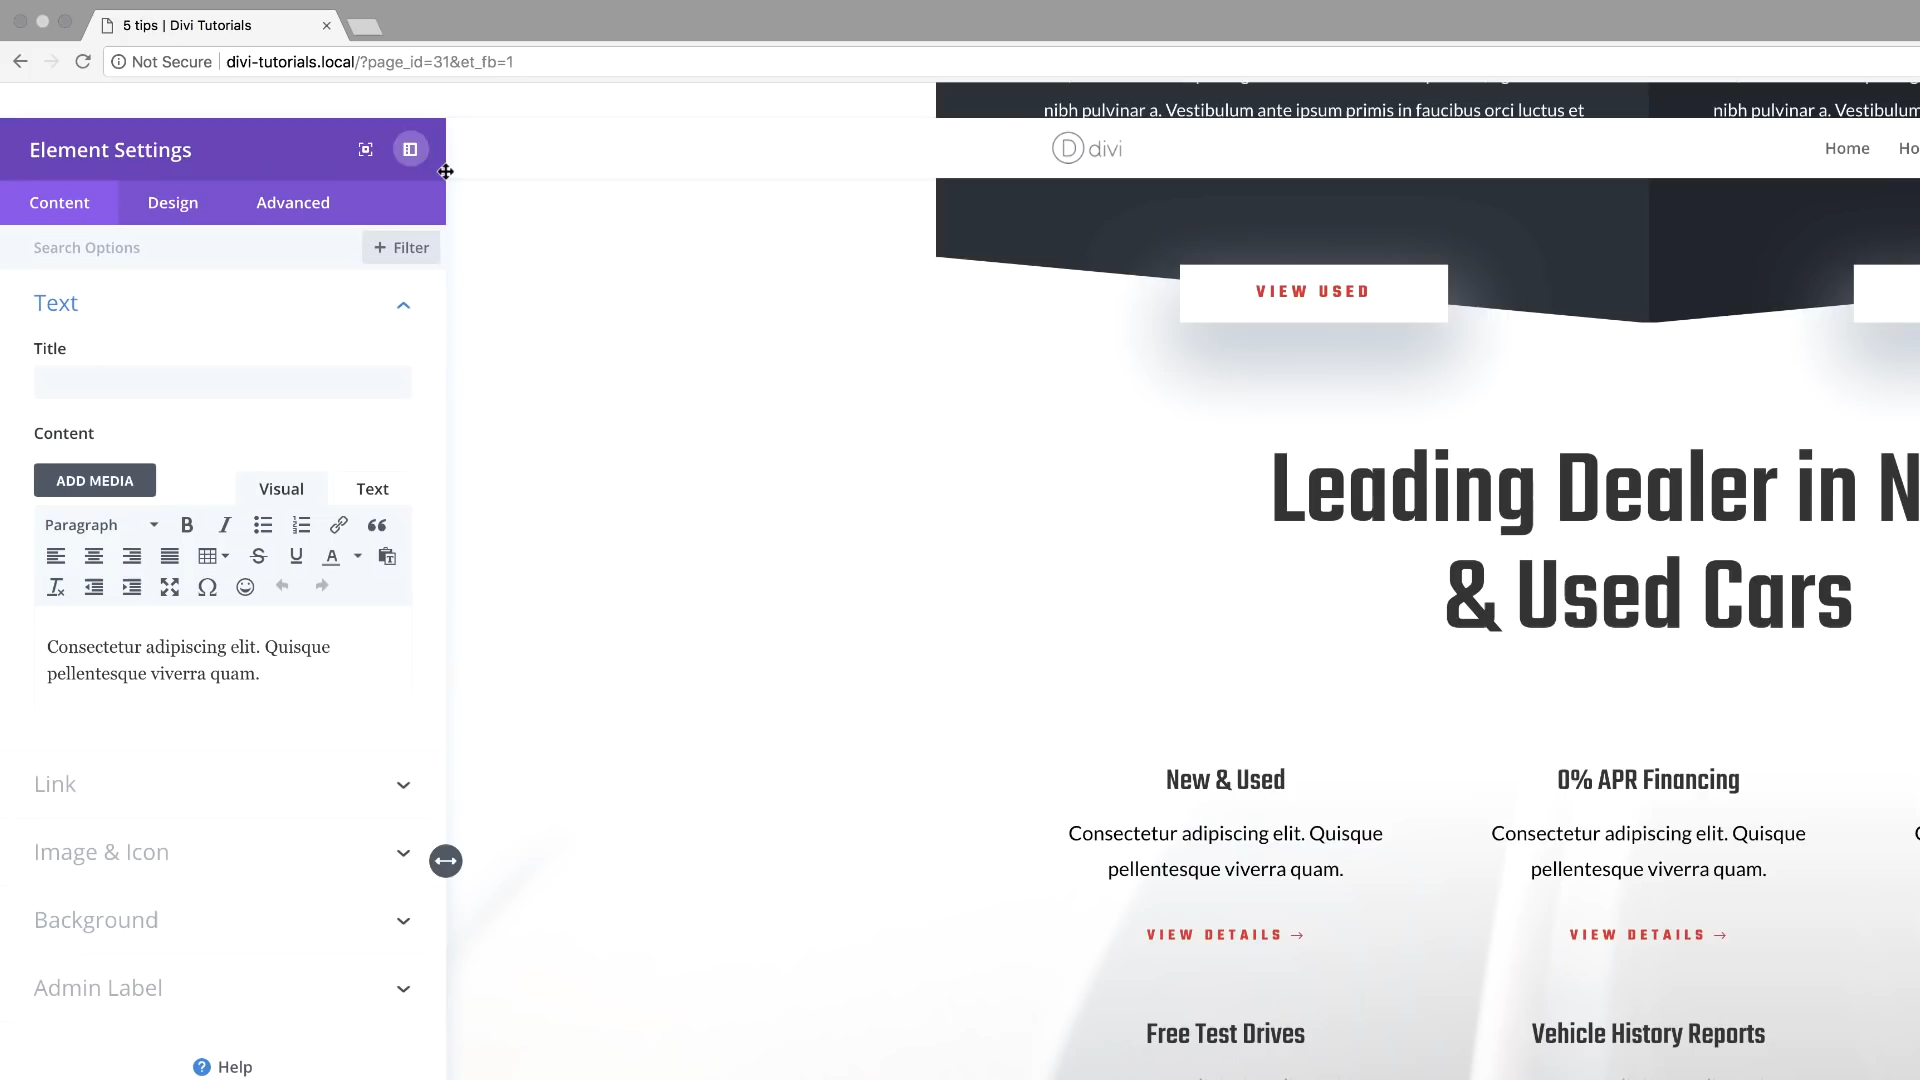 5 tips | Divi Tutorials
Not Secure
divi-tutorials.local/?page_id=31&et_fb=1
nibh pulvinar a. Vestibulum ante ipsum primis in faucibus orci luctus et
nibh pulvinar a. Vestibulum
Element Settings
divi
Home
Content
Design
Advanced
Search Options
+ Filter
VIEW USED
Text
Title
Content
ADD MEDIA
Visual
Text
Paragraph
Consectetur adipiscing elit. Quisque
pellentesque viverra quam.
Leading Dealer in N
& Used Cars
Link
Image & Icon
Background
Admin Label
Help
New & Used
0% APR Financing
Consectetur adipiscing elit. Quisque
pellentesque viverra quam.
Consectetur adipiscing elit. Quisque
pellentesque viverra quam.
VIEW DETAILS →
VIEW DETAILS →
Free Test Drives
Vehicle History Reports